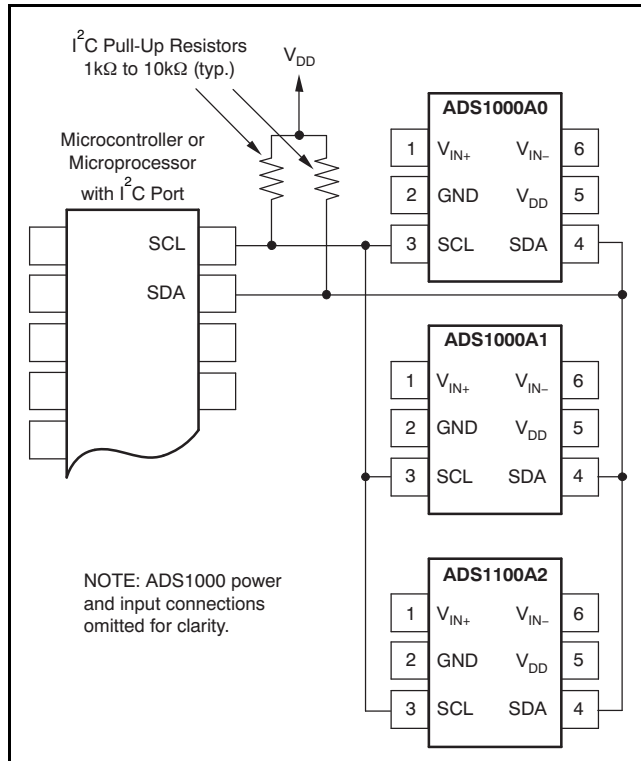 I²C Pull-Up Resistors
1kΩ to 10kΩ (typ.)
V_DD
Microcontroller or
Microprocessor
with I²C Port
SCL
SDA
ADS1000A0
1 V_IN+ V_IN– 6
2 GND V_DD 5
3 SCL SDA 4
ADS1000A1
1 V_IN+ V_IN– 6
2 GND V_DD 5
3 SCL SDA 4
ADS1100A2
1 V_IN+ V_IN– 6
2 GND V_DD 5
3 SCL SDA 4
NOTE: ADS1000 power
and input connections
omitted for clarity.